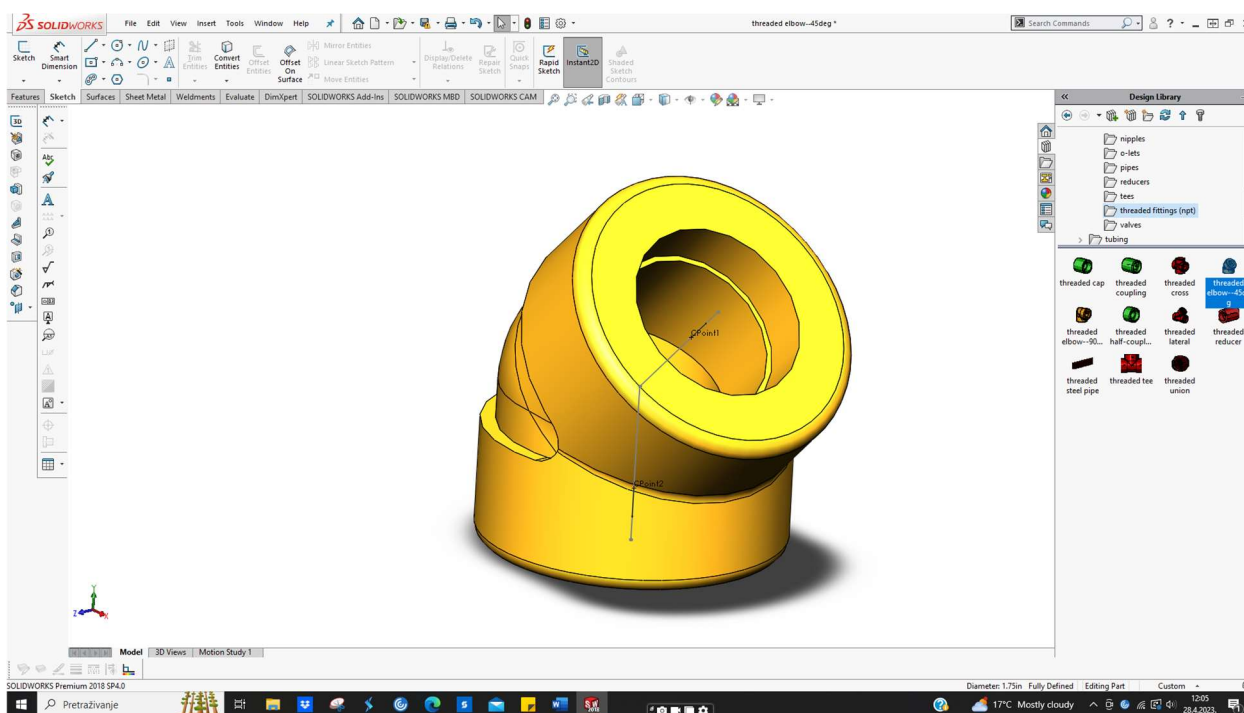 SOLIDWORKS File Edit View Insert Tools Window Help threaded elbow--45deg * Search Commands
Sketch Smart Dimension Trim Entities Convert Entities Offset Entities Offset On Surface Mirror Entities Linear Sketch Pattern Move Entities Display/Delete Relations Repair Sketch Quick Snaps Rapid Sketch Instant2D Shaded Sketch Contours
Features Sketch Surfaces Sheet Metal Weldments Evaluate DimXpert SOLIDWORKS Add-Ins SOLIDWORKS MBD SOLIDWORKS CAM
Design Library
nipples
o-lets
pipes
reducers
tees
threaded fittings (npt)
valves
tubing
threaded cap threaded coupling threaded cross threaded elbow--45deg
threaded elbow--90... threaded half-coupl... threaded lateral threaded reducer
threaded steel pipe threaded tee threaded union
CPoint1
CPoint2
Y
Z
X
Model 3D Views Motion Study 1
SOLIDWORKS Premium 2018 SP4.0 Diameter: 1.75in Fully Defined Editing Part Custom
Pretraživanje 17°C Mostly cloudy 12:05
28.4.2023.